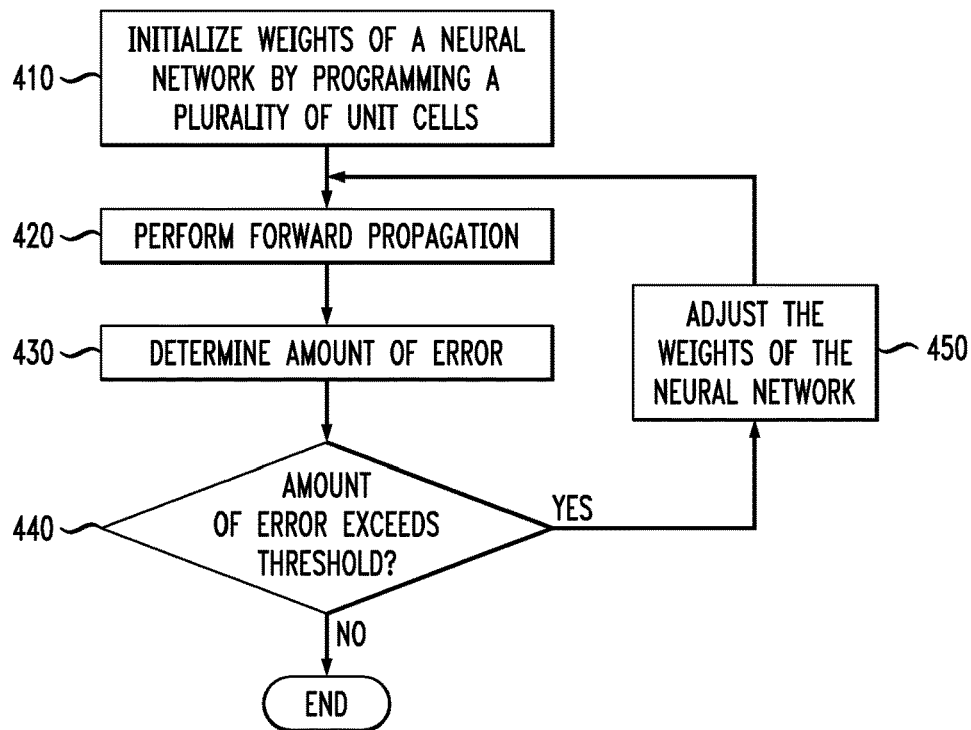 410
INITIALIZE WEIGHTS OF A NEURAL
NETWORK BY PROGRAMMING A
PLURALITY OF UNIT CELLS
420
PERFORM FORWARD PROPAGATION
430
DETERMINE AMOUNT OF ERROR
ADJUST THE
WEIGHTS OF THE
NEURAL NETWORK
450
440
AMOUNT
OF ERROR EXCEEDS
THRESHOLD?
YES
NO
END